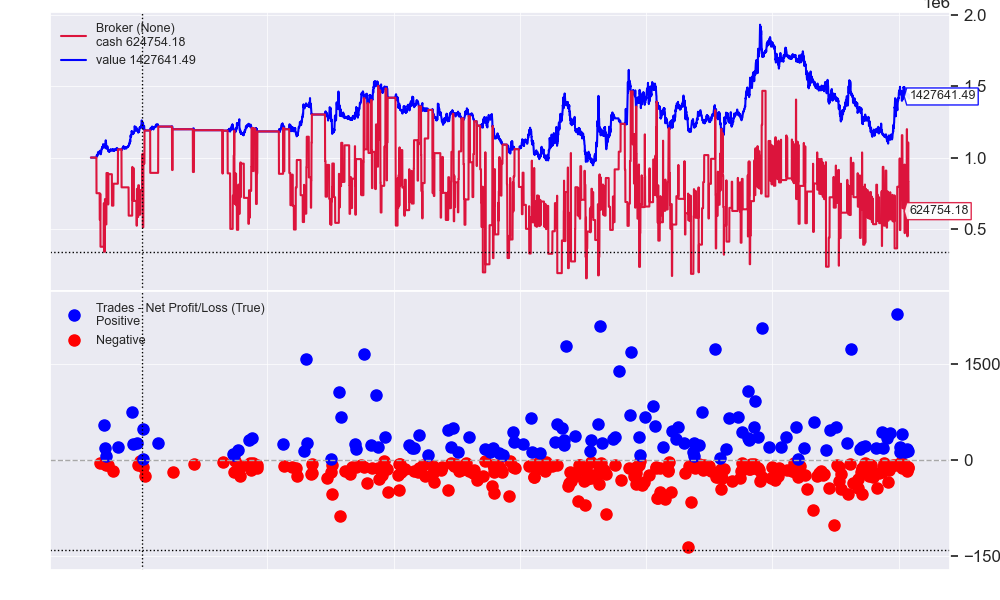 1e6
Broker (None)
cash 624754.18
value 1427641.49
2.0
1.5
1427641.49
1.0
624754.18
0.5
Trades - Net Profit/Loss (True)
Positive
Negative
1500
0
−150